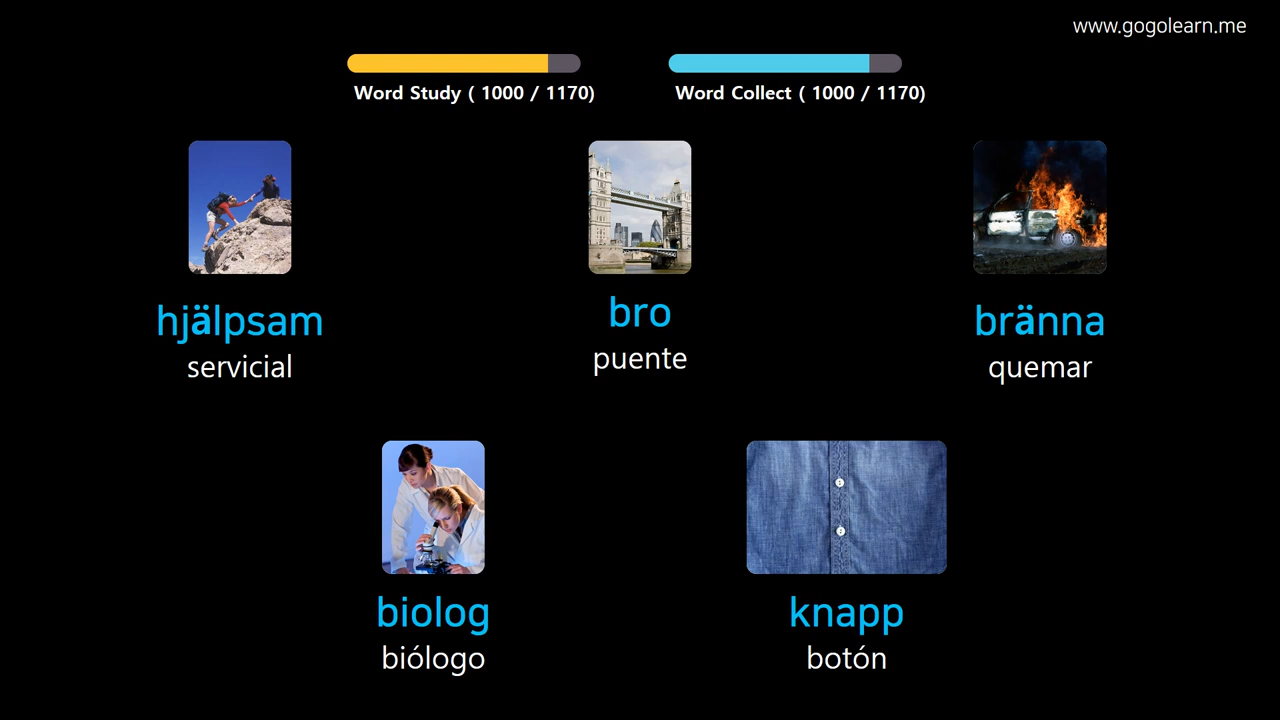 www.gogolearn.me
Word Study ( 1000 / 1170)
Word Collect ( 1000 / 1170)
hjälpsam
servicial
bro
puente
bränna
quemar
biolog
biólogo
knapp
botón